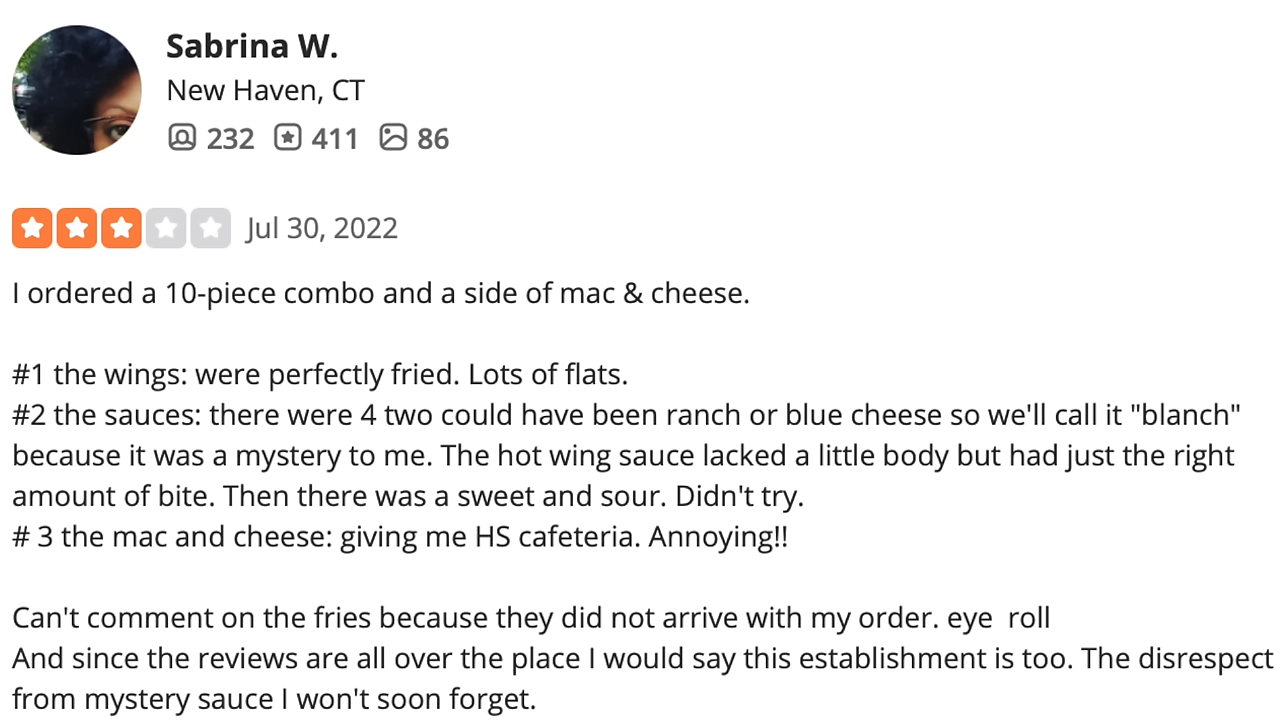 Sabrina W.
New Haven, CT
232 411 86
Jul 30, 2022
I ordered a 10-piece combo and a side of mac & cheese.
#1 the wings: were perfectly fried. Lots of flats.
#2 the sauces: there were 4 two could have been ranch or blue cheese so we'll call it "blanch"
because it was a mystery to me. The hot wing sauce lacked a little body but had just the right
amount of bite. Then there was a sweet and sour. Didn't try.
# 3 the mac and cheese: giving me HS cafeteria. Annoying!!
Can't comment on the fries because they did not arrive with my order. eye  roll
And since the reviews are all over the place I would say this establishment is too. The disrespect
from mystery sauce I won't soon forget.